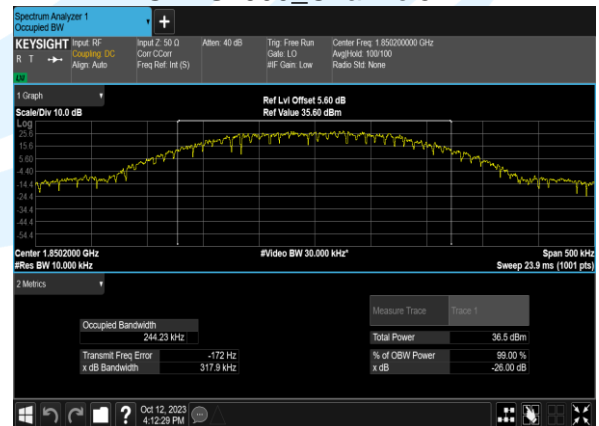 Spectrum Analyzer 1
Occupied BW
+
KEYSIGHT Input: RF Input Z: 50 Ω Atten: 40 dB Trig: Free Run Center Freq: 1.850200000 GHz
R T Coupling: DC Corr CCorr Gate: LO Avg|Hold: 100/100
Align: Auto Freq Ref: Int (S) #IF Gain: Low Radio Std: None
1 Graph
Ref Lvl Offset 5.60 dB
Scale/Div 10.0 dB Ref Value 35.60 dBm
Log
25.6
15.6
5.60
-4.40
-14.4
-24.4
-34.4
-44.4
-54.4
Center 1.8502000 GHz #Video BW 30.000 kHz* Span 500 kHz
#Res BW 10.000 kHz Sweep 23.9 ms (1001 pts)
2 Metrics
Measure Trace Trace 1
Occupied Bandwidth
244.23 kHz Total Power 36.5 dBm
Transmit Freq Error -172 Hz % of OBW Power 99.00 %
x dB Bandwidth 317.9 kHz x dB -26.00 dB
? Oct 12, 2023
4:12:29 PM